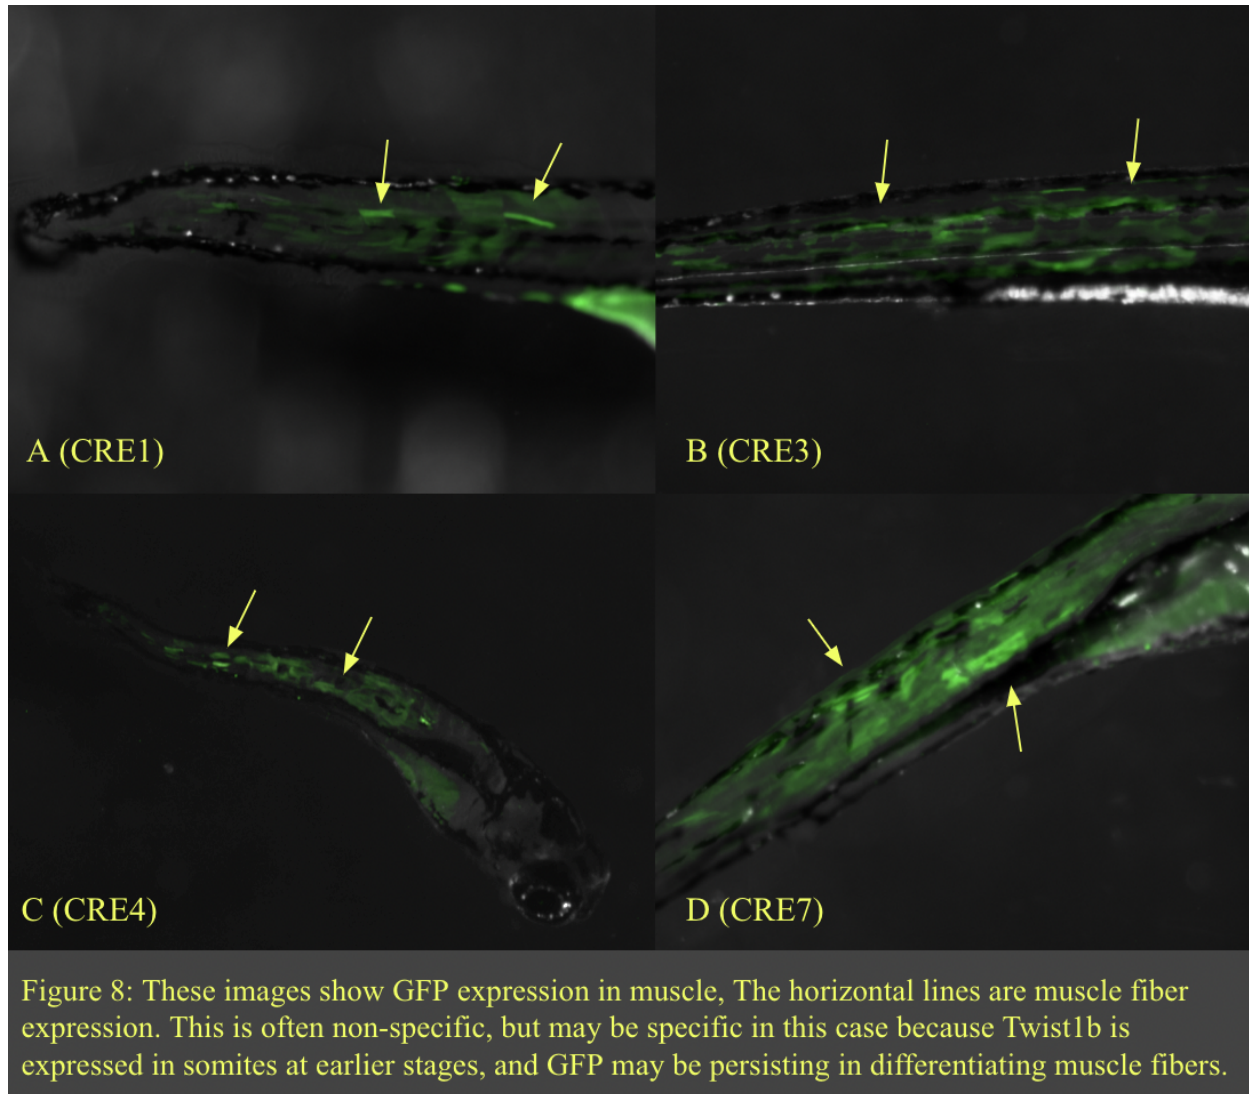 A (CRE1)
B (CRE3)
C (CRE4)
D (CRE7)
Figure 8: These images show GFP expression in muscle, The horizontal lines are muscle fiber
expression. This is often non-specific, but may be specific in this case because Twist1b is
expressed in somites at earlier stages, and GFP may be persisting in differentiating muscle fibers.